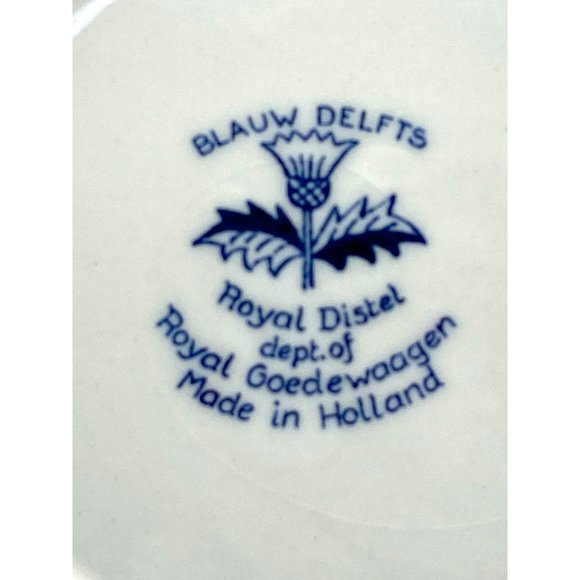 BLAUW DELFTS
Royal Distel
dept. of
Royal Goedewaagen
Made in Holland